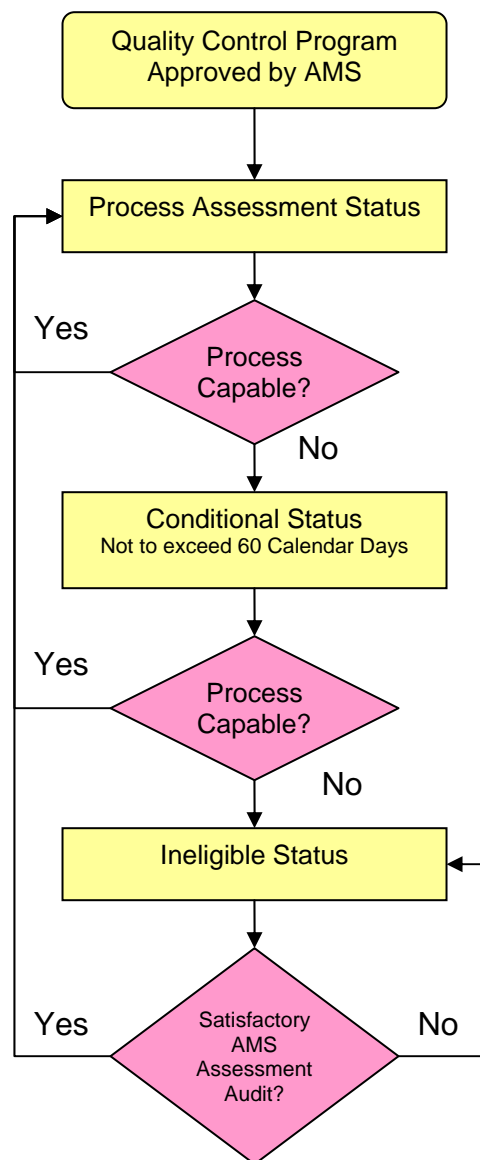 Quality Control Program
Approved by AMS
Process Assessment Status
Yes
Process
Capable?
No
Conditional Status
Not to exceed 60 Calendar Days
Yes
Process
Capable?
No
Ineligible Status
Yes
Satisfactory
AMS
Assessment
Audit?
No